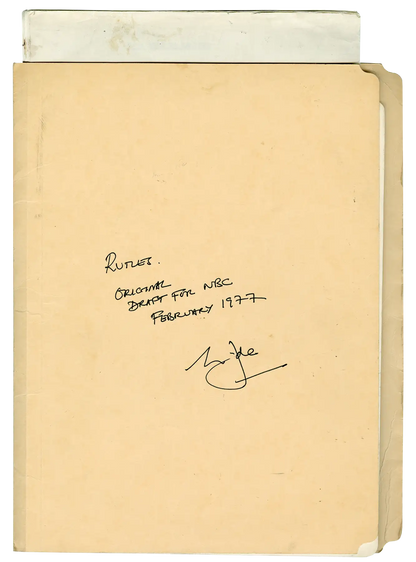 RUTLES.
ORIGINAL
DRAFT FOR NBC
FEBRUARY 1977